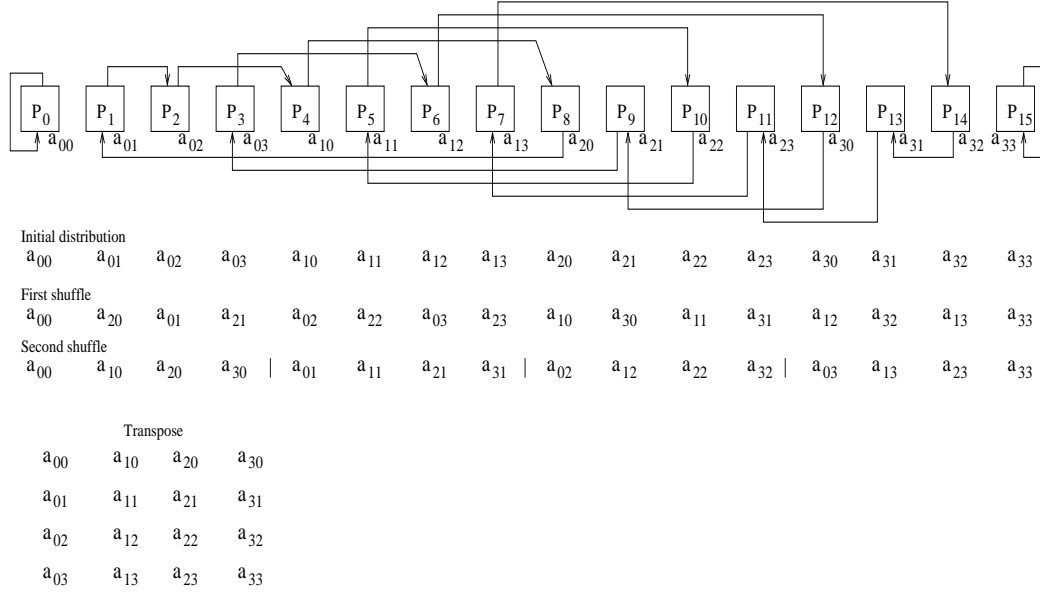 P0 P1 P2 P3 P4 P5 P6 P7 P8 P9 P10 P11 P12 P13 P14 P15
a00 a01 a02 a03 a10 a11 a12 a13 a20 a21 a22 a23 a30 a31 a32 a33
Initial distribution
a00 a01 a02 a03 a10 a11 a12 a13 a20 a21 a22 a23 a30 a31 a32 a33
First shuffle
a00 a20 a01 a21 a02 a22 a03 a23 a10 a30 a11 a31 a12 a32 a13 a33
Second shuffle
a00 a10 a20 a30 | a01 a11 a21 a31 | a02 a12 a22 a32 | a03 a13 a23 a33
Transpose
a00 a10 a20 a30
a01 a11 a21 a31
a02 a12 a22 a32
a03 a13 a23 a33